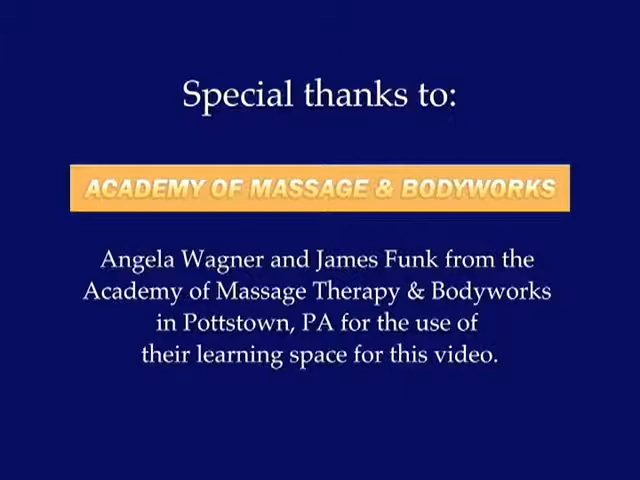 Special thanks to:
ACADEMY OF MASSAGE & BODYWORKS
Angela Wagner and James Funk from the
Academy of Massage Therapy & Bodyworks
in Pottstown, PA for the use of
their learning space for this video.